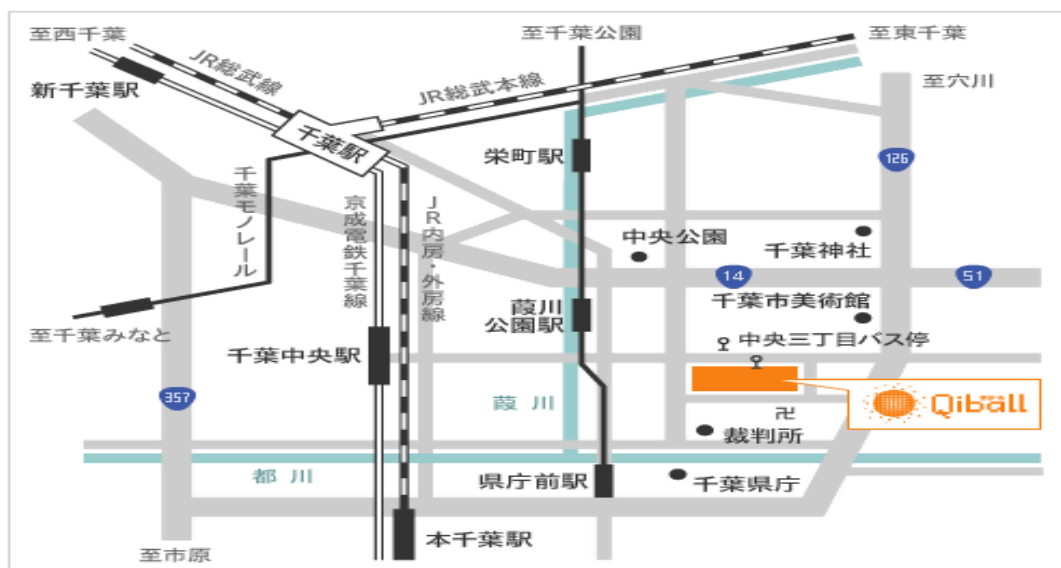 至西千葉
至千葉公園
至東千葉
JR総武線
新千葉駅
JR総武本線
至穴川
千葉駅
栄町駅
126
千葉モノレール
京成電鉄千葉線
JR内房・外房線
中央公園
千葉神社
14
51
葭川
公園駅
千葉市美術館
至千葉みなと
千葉中央駅
中央三丁目バス停
357
葭川
Qiball
卍
裁判所
都川
県庁前駅
千葉県庁
本千葉駅
至市原